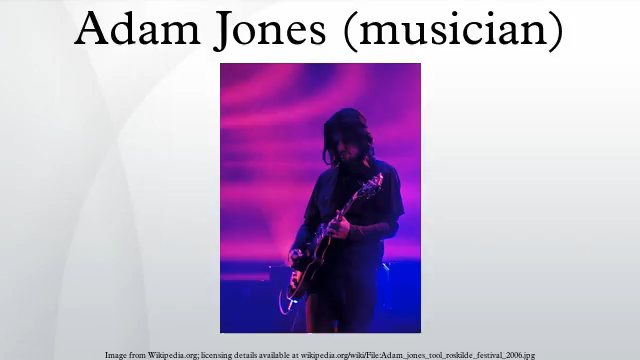 Adam Jones (musician)
Image from Wikipedia.org; licensing details available at wikipedia.org/wiki/File:Adam_jones_tool_roskilde_festival_2006.jpg